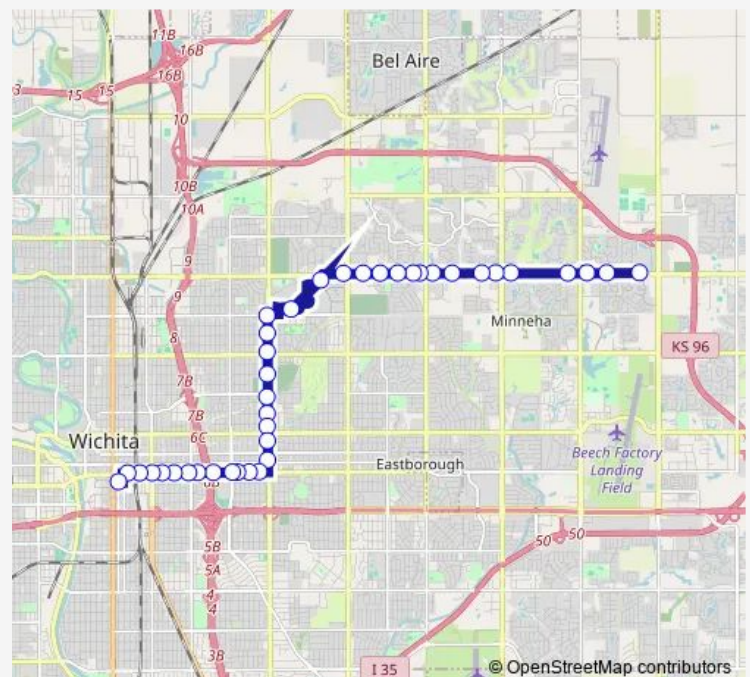 11B
16B
16B
Bel Aire
3
15
15
10
10B
10A
9
9
Minneha
8
KS 96
7B
7B
6C
Wichita
Eastborough
Beech Factory
Landing
Field
50
50
5B
5A
4
4
3B
I 35
© OpenStreetMap contributors